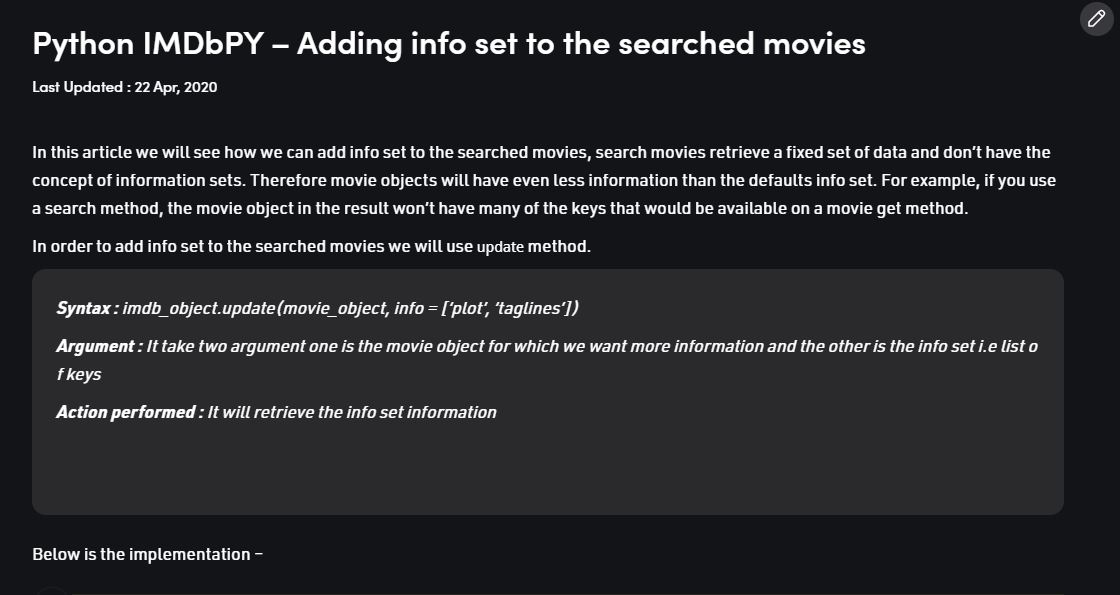 Python IMDbPY – Adding info set to the searched movies
Last Updated : 22 Apr, 2020
In this article we will see how we can add info set to the searched movies, search movies retrieve a fixed set of data and don’t have the
concept of information sets. Therefore movie objects will have even less information than the defaults info set. For example, if you use
a search method, the movie object in the result won’t have many of the keys that would be available on a movie get method.
In order to add info set to the searched movies we will use update method.
Syntax : imdb_object.update(movie_object, info = [‘plot’, ‘taglines’])
Argument : It take two argument one is the movie object for which we want more information and the other is the info set i.e list o
f keys
Action performed : It will retrieve the info set information
Below is the implementation –